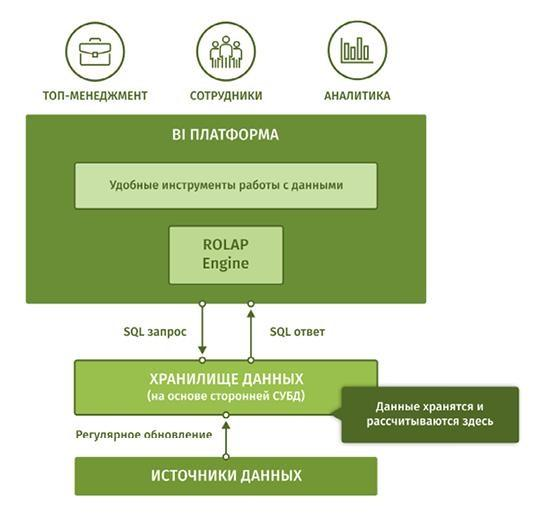 ТОП-МЕНЕДЖМЕНТ
СОТРУДНИКИ
АНАЛИТИКА
BI ПЛАТФОРМА
Удобные инструменты работы с данными
ROLAP
Engine
SQL запрос
SQL ответ
ХРАНИЛИЩЕ ДАННЫХ
(на основе сторонней СУБД)
Данные хранятся и
рассчитываются здесь
Регулярное обновление
ИСТОЧНИКИ ДАННЫХ